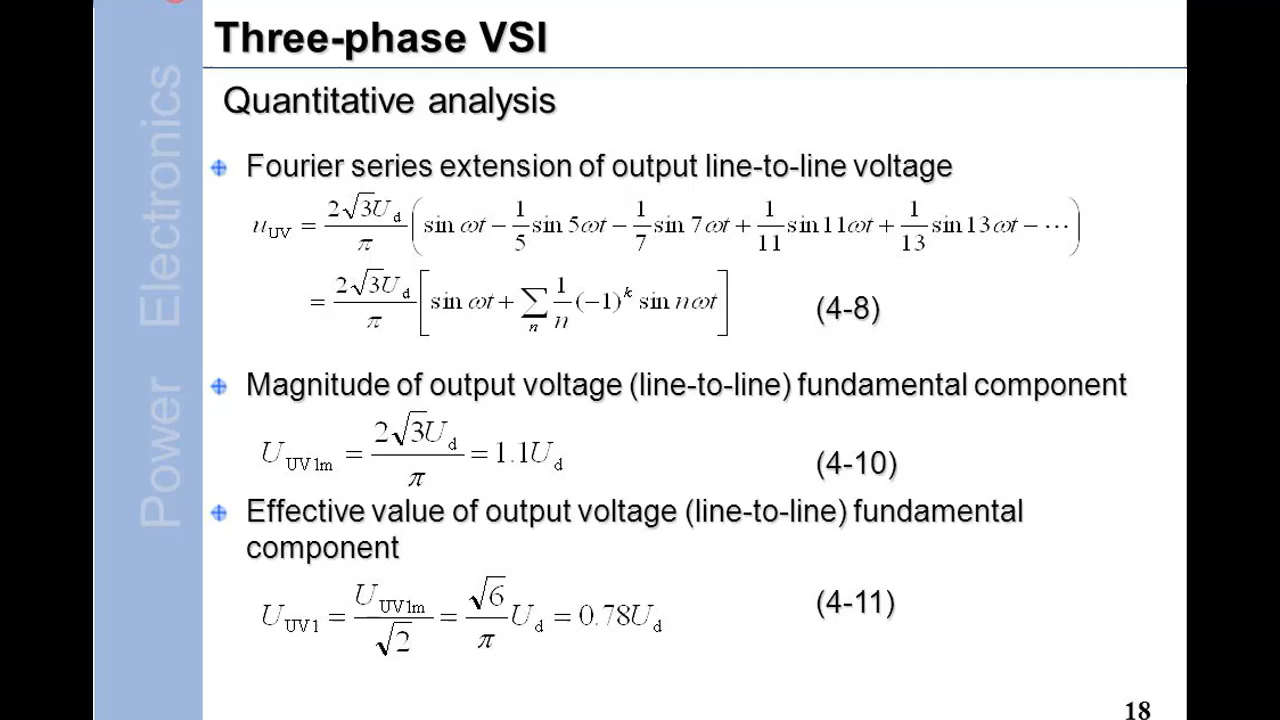 Three-phase VSI
Power Electronics
Quantitative analysis
Fourier series extension of output line-to-line voltage
u_UV = 2√3U_d/π (sin ωt − 1/5 sin 5ωt − 1/7 sin 7ωt + 1/11 sin 11ωt + 1/13 sin 13ωt − ⋯)
= 2√3U_d/π [sin ωt + ∑_n 1/n (−1)^k sin nωt] (4-8)
Magnitude of output voltage (line-to-line) fundamental component
U_UV1m = 2√3U_d/π = 1.1U_d (4-10)
Effective value of output voltage (line-to-line) fundamental
component
U_UV1 = U_UV1m/√2 = √6/π U_d = 0.78U_d (4-11)
18